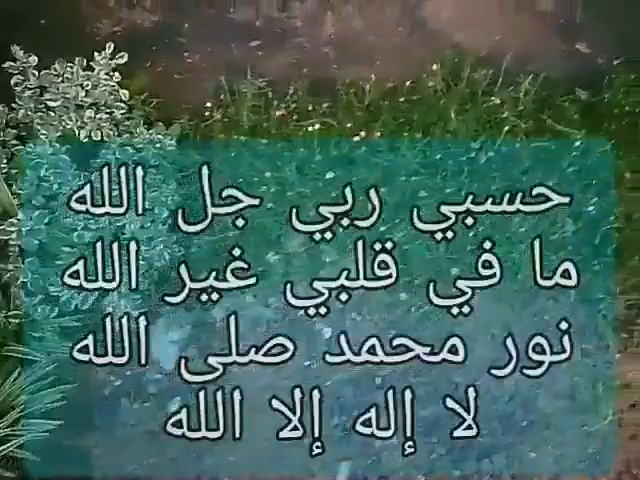 حسبي ربي جل الله
ما في قلبي غير الله
نور محمد صلى الله
لا إله إلا الله